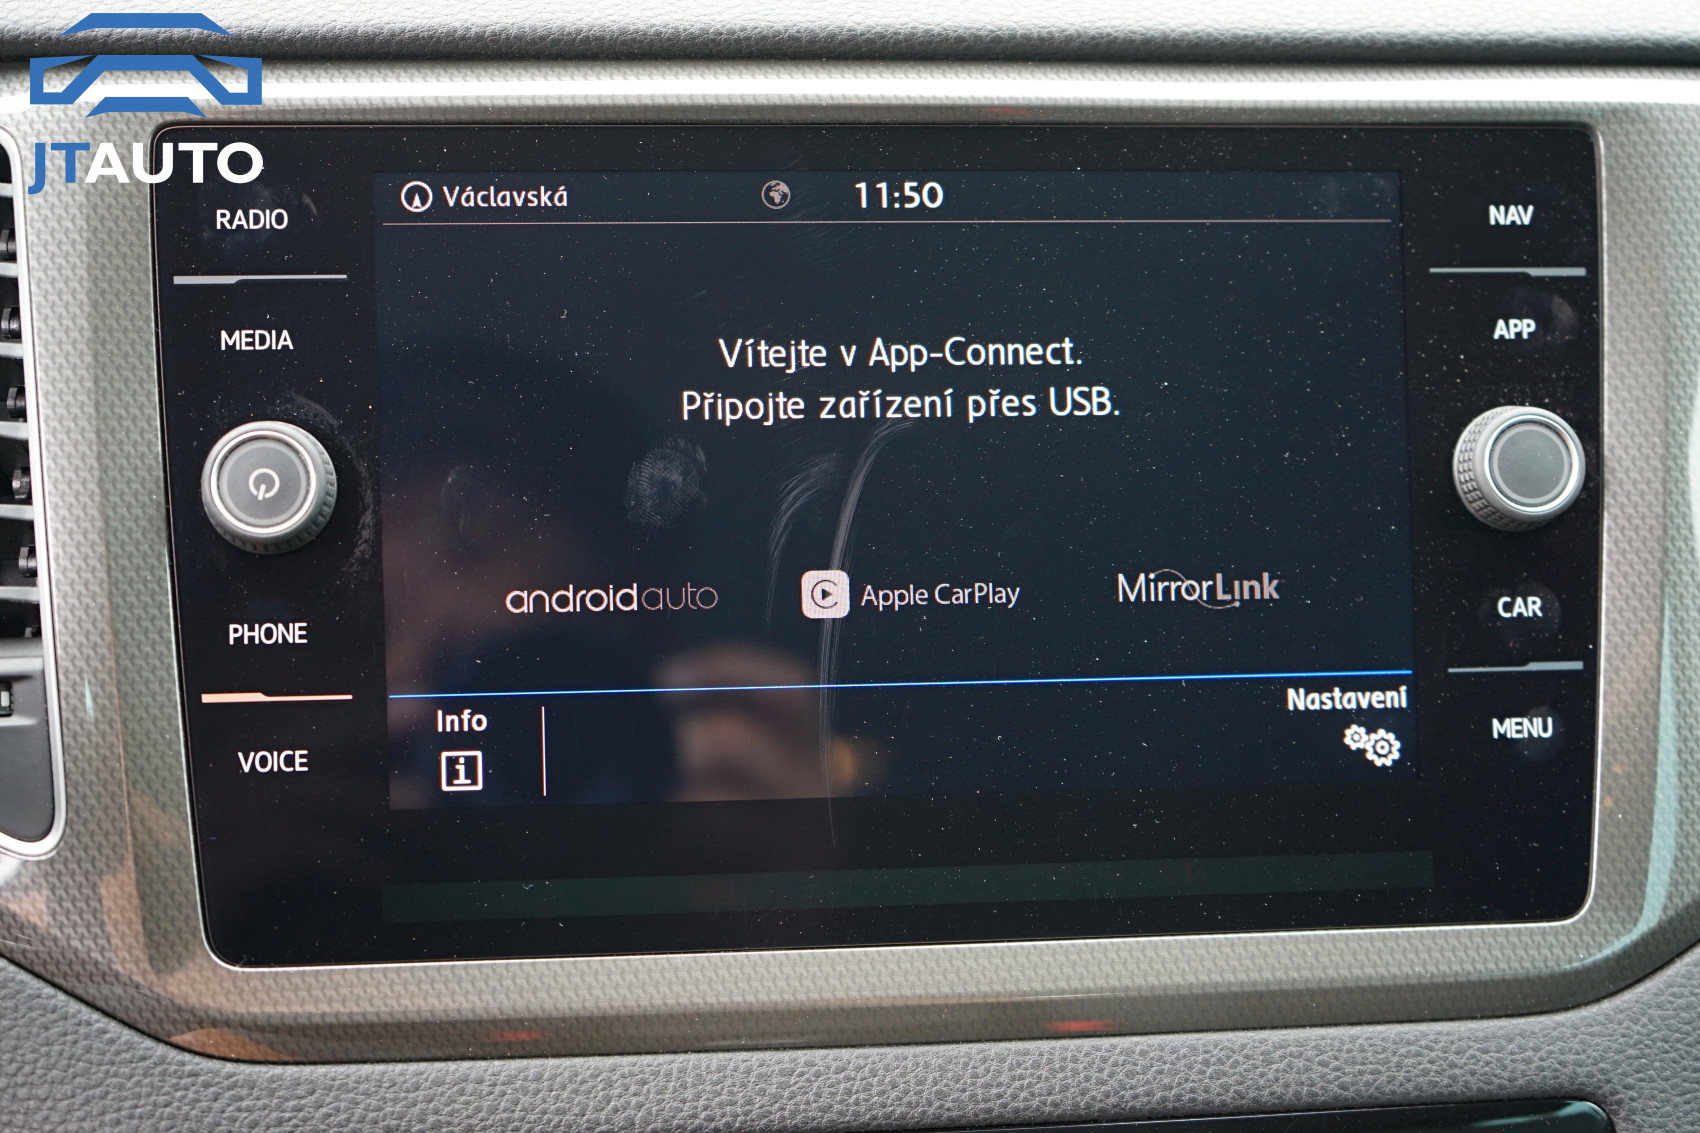 JTAUTO
RADIO
MEDIA
PHONE
VOICE
Václavská
11:50
Vítejte v App-Connect.
Připojte zařízení přes USB.
androidauto
Apple CarPlay
MirrorLink
Info
i
Nastavení
NAV
APP
CAR
MENU